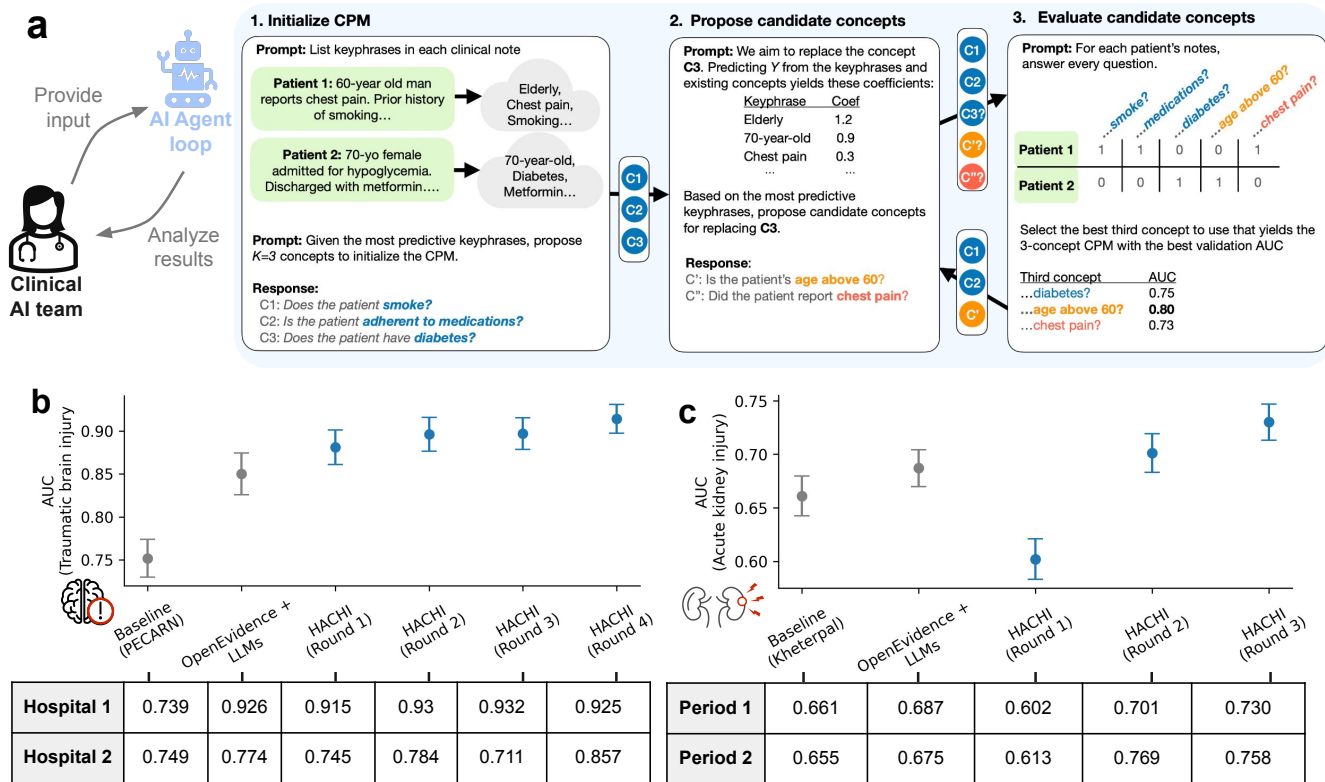 a
Provide
input
AI Agent
loop
Analyze
results
Clinical
AI team
1. Initialize CPM
Prompt: List keyphrases in each clinical note
Patient 1: 60-year old man
reports chest pain. Prior history
of smoking…
Elderly,
Chest pain,
Smoking…
Patient 2: 70-yo female
admitted for hypoglycemia.
Discharged with metformin….
70-year-old,
Diabetes,
Metformin…
Prompt: Given the most predictive keyphrases, propose
K=3 concepts to initialize the CPM.
Response:
C1: Does the patient smoke?
C2: Is the patient adherent to medications?
C3: Does the patient have diabetes?
C1
C2
C3
2. Propose candidate concepts
Prompt: We aim to replace the concept
C3. Predicting Y from the keyphrases and
existing concepts yields these coefficients:
Keyphrase Coef
Elderly 1.2
70-year-old 0.9
Chest pain 0.3
... ...
Based on the most predictive
keyphrases, propose candidate concepts
for replacing C3.
Response:
C': Is the patient's age above 60?
C": Did the patient report chest pain?
C1
C2
C3?
C'?
C"?
C1
C2
C'
3. Evaluate candidate concepts
Prompt: For each patient's notes,
answer every question.
...smoke?
...medications?
...diabetes?
...age above 60?
...chest pain?
Patient 1 1 1 0 0 1
Patient 2 0 0 1 1 0
Select the best third concept to use that yields the
3-concept CPM with the best validation AUC
Third concept AUC
...diabetes? 0.75
...age above 60? 0.80
...chest pain? 0.73
b
AUC
(Traumatic brain injury)
0.90
0.85
0.80
0.75
Baseline
(PECARN)
OpenEvidence +
LLMs
HACHI
(Round 1)
HACHI
(Round 2)
HACHI
(Round 3)
HACHI
(Round 4)
Hospital 1 0.739 0.926 0.915 0.93 0.932 0.925
Hospital 2 0.749 0.774 0.745 0.784 0.711 0.857
c
AUC
(Acute kidney injury)
0.75
0.70
0.65
0.60
Baseline
(Kheterpal)
OpenEvidence +
LLMs
HACHI
(Round 1)
HACHI
(Round 2)
HACHI
(Round 3)
Period 1 0.661 0.687 0.602 0.701 0.730
Period 2 0.655 0.675 0.613 0.769 0.758